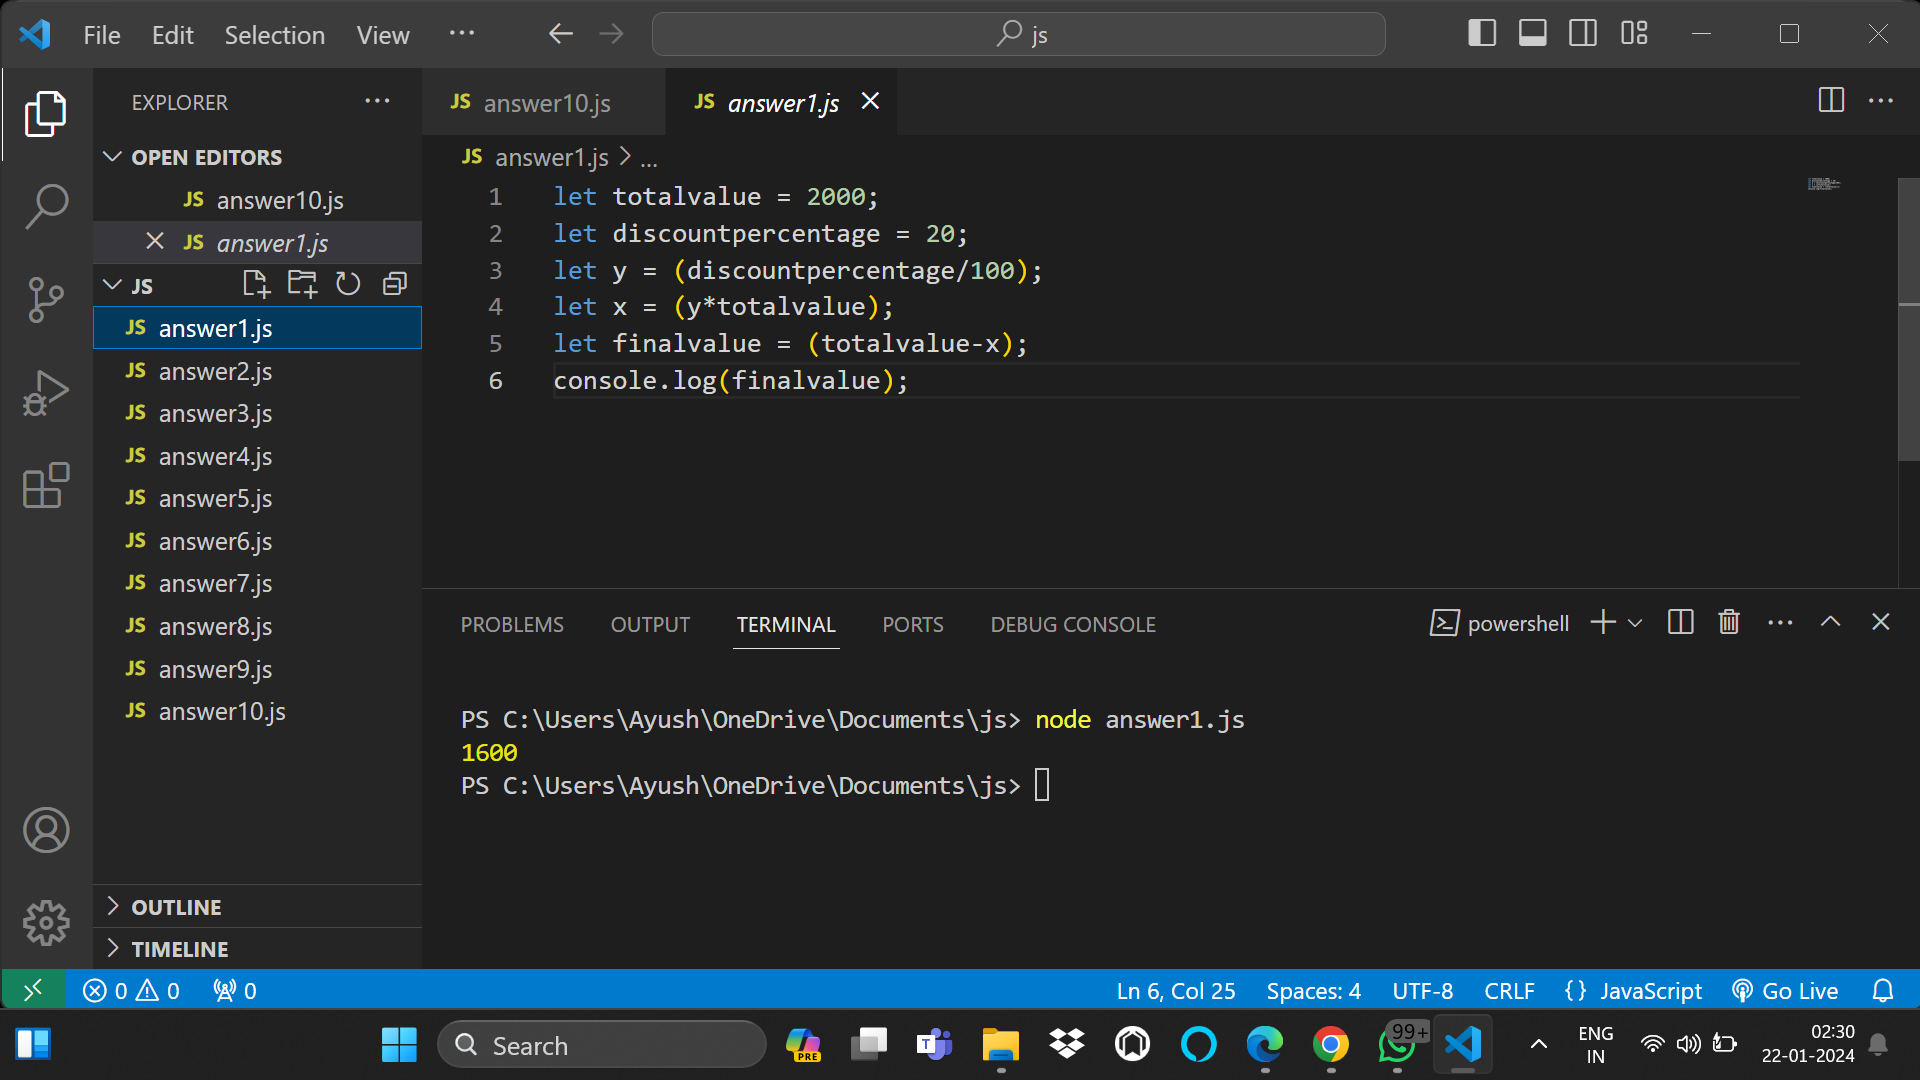 File Edit Selection View ... js
EXPLORER ...
answer10.js
answer1.js
OPEN EDITORS
JS answer10.js
JS answer1.js
JS
JS answer1.js
JS answer2.js
JS answer3.js
JS answer4.js
JS answer5.js
JS answer6.js
JS answer7.js
JS answer8.js
JS answer9.js
JS answer10.js
OUTLINE
TIMELINE
JS answer1.js > ...
1 let totalvalue = 2000;
2 let discountpercentage = 20;
3 let y = (discountpercentage/100);
4 let x = (y*totalvalue);
5 let finalvalue = (totalvalue-x);
6 console.log(finalvalue);
PROBLEMS OUTPUT TERMINAL PORTS DEBUG CONSOLE powershell
PS C:\Users\Ayush\OneDrive\Documents\js> node answer1.js
1600
PS C:\Users\Ayush\OneDrive\Documents\js>
0 0 0 Ln 6, Col 25 Spaces: 4 UTF-8 CRLF {} JavaScript Go Live
Search PRE T 99+ ENG 02:30
IN 22-01-2024